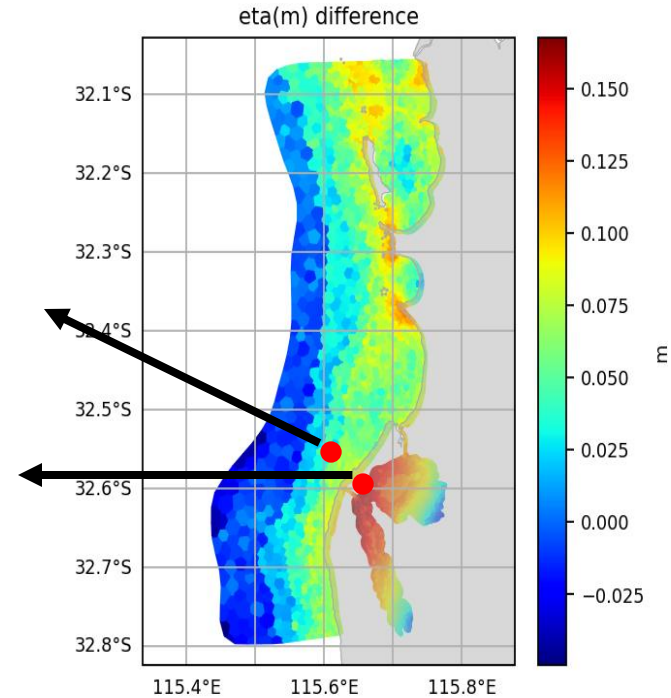 eta(m) difference
32.1°S
32.2°S
32.3°S
32.4°S
32.5°S
32.6°S
32.7°S
32.8°S
115.4°E 115.6°E 115.8°E
0.150
0.125
0.100
0.075
0.050
0.025
0.000
−0.025
m